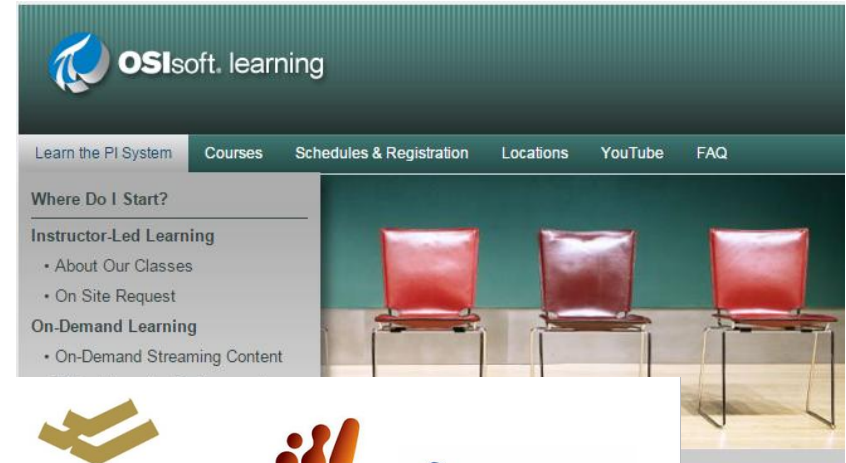 OSIsoft. learning
Learn the PI System Courses Schedules & Registration Locations YouTube FAQ
Where Do I Start?
Instructor-Led Learning
• About Our Classes
• On Site Request
On-Demand Learning
• On-Demand Streaming Content